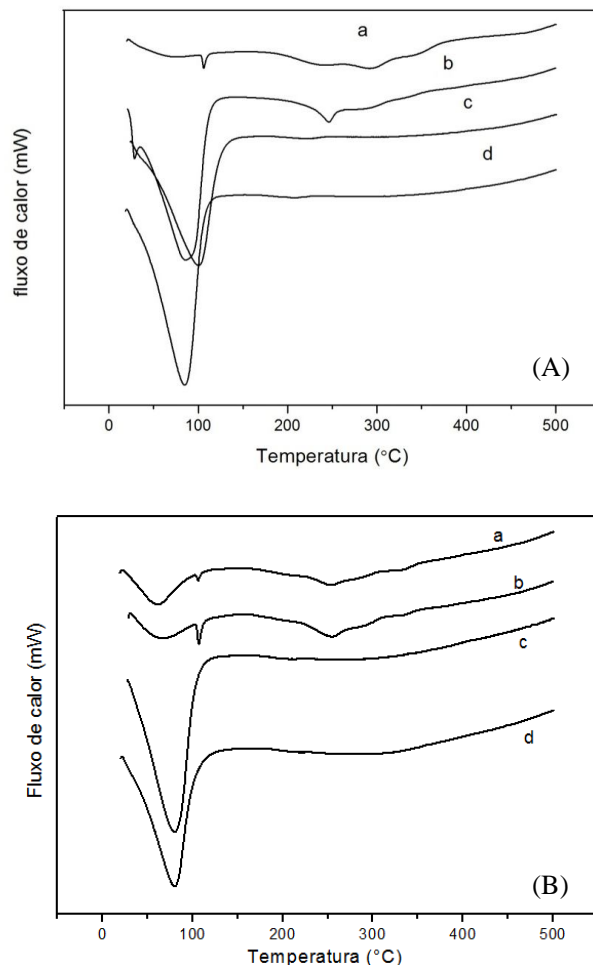 a
b
c
d
fluxo de calor (mW)
(A)
0 100 200 300 400 500
Temperatura (°C)
a
b
c
d
Fluxo de calor (mW)
(B)
0 100 200 300 400 500
Temperatura (°C)